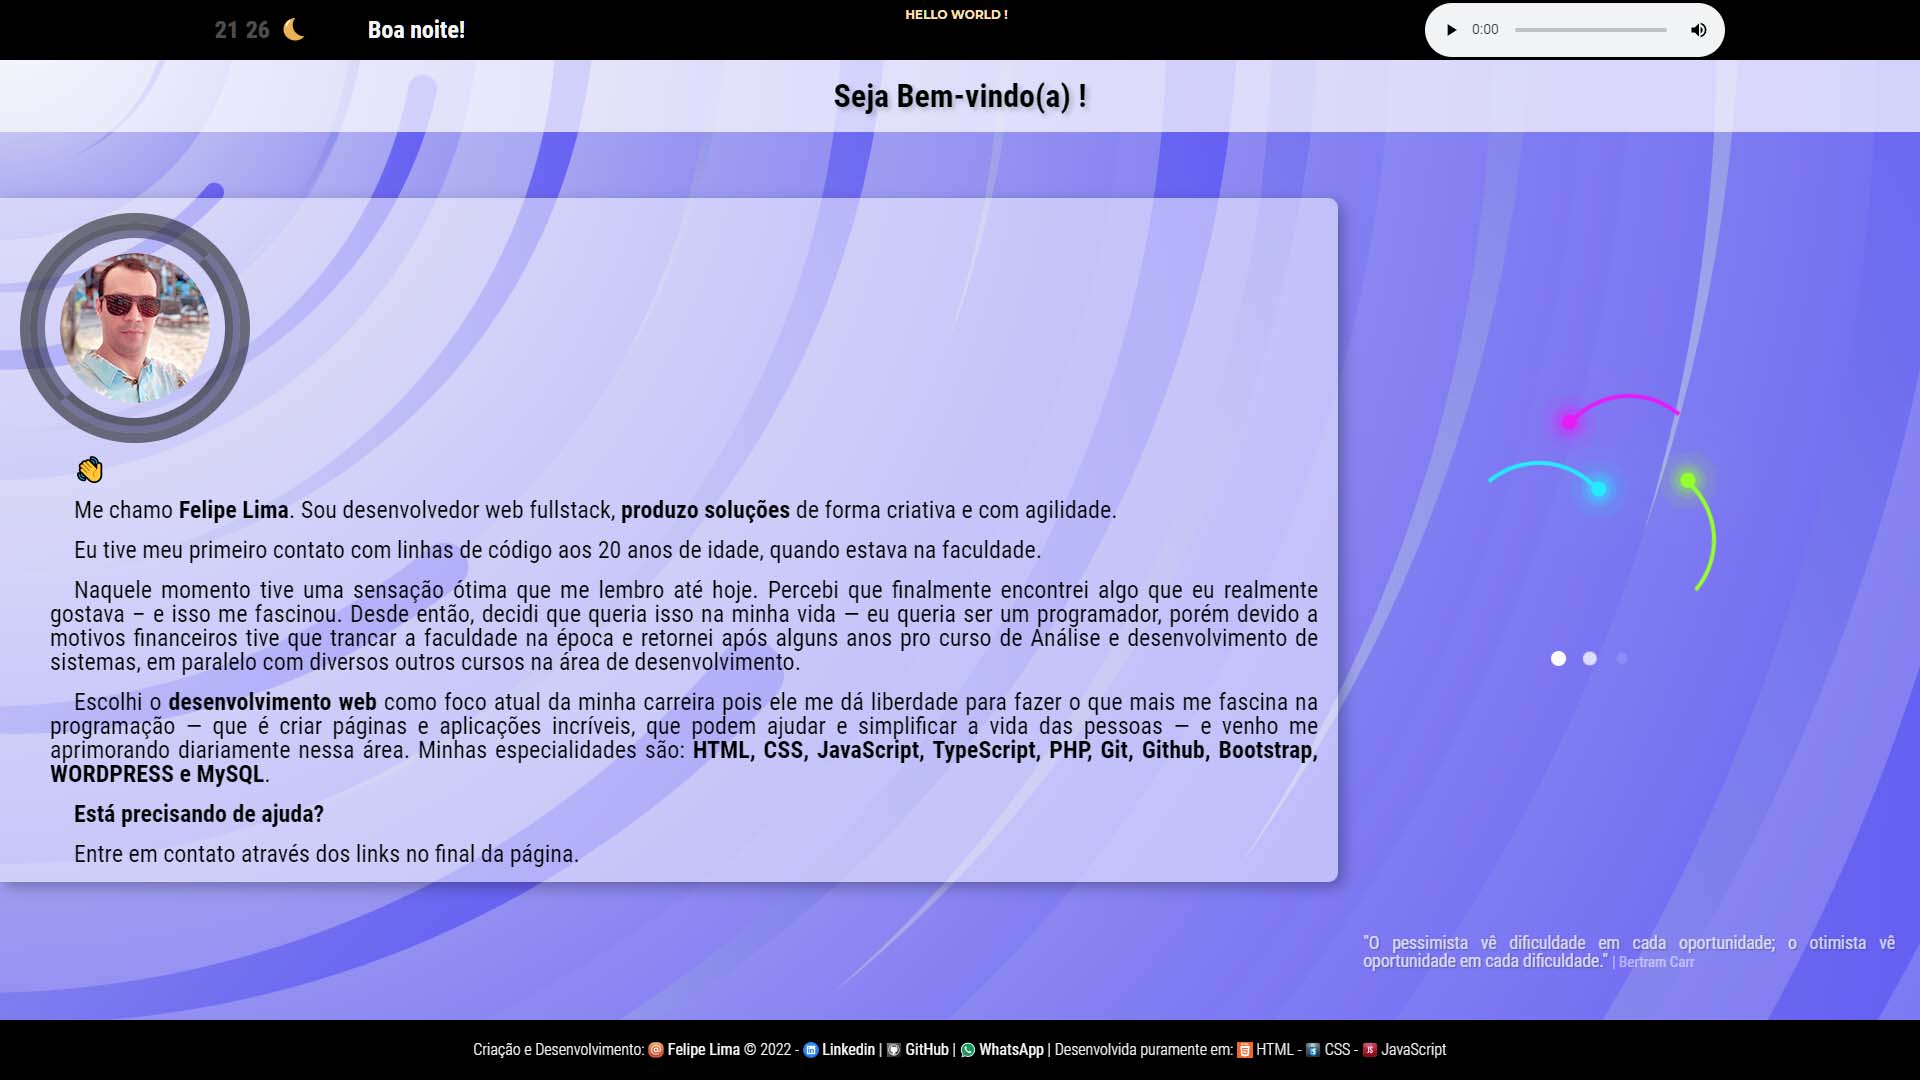 21 26
Boa noite!
HELLO WORLD !
0:00
Seja Bem-vindo(a) !
Me chamo Felipe Lima. Sou desenvolvedor web fullstack, produzo soluções de forma criativa e com agilidade.
Eu tive meu primeiro contato com linhas de código aos 20 anos de idade, quando estava na faculdade.
Naquele momento tive uma sensação ótima que me lembro até hoje. Percebi que finalmente encontrei algo que eu realmente
gostava – e isso me fascinou. Desde então, decidi que queria isso na minha vida — eu queria ser um programador, porém devido a
motivos financeiros tive que trancar a faculdade na época e retornei após alguns anos pro curso de Análise e desenvolvimento de
sistemas, em paralelo com diversos outros cursos na área de desenvolvimento.
Escolhi o desenvolvimento web como foco atual da minha carreira pois ele me dá liberdade para fazer o que mais me fascina na
programação — que é criar páginas e aplicações incríveis, que podem ajudar e simplificar a vida das pessoas — e venho me
aprimorando diariamente nessa área. Minhas especialidades são: HTML, CSS, JavaScript, TypeScript, PHP, Git, Github, Bootstrap,
WORDPRESS e MySQL.
Está precisando de ajuda?
Entre em contato através dos links no final da página.
"O pessimista vê dificuldade em cada oportunidade; o otimista vê
oportunidade em cada dificuldade." | Bertram Carr
Criação e Desenvolvimento: Felipe Lima © 2022 - Linkedin | GitHub | WhatsApp | Desenvolvida puramente em: HTML - CSS - JavaScript